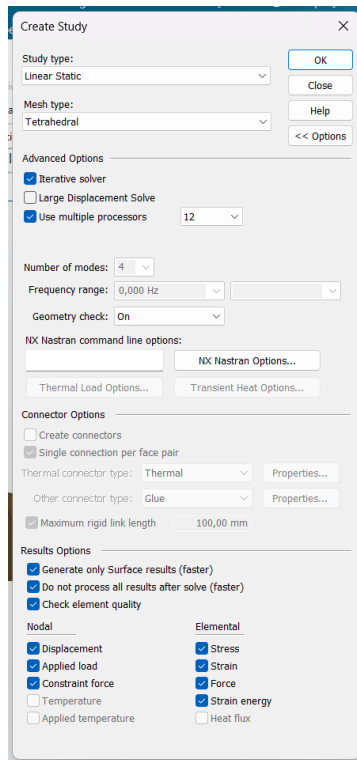 Create Study
Study type:
Linear Static
OK
Close
Mesh type:
Tetrahedral
Help
<< Options
Advanced Options
Iterative solver
Large Displacement Solve
Use multiple processors 12
Number of modes: 4
Frequency range: 0,000 Hz
Geometry check: On
NX Nastran command line options:
NX Nastran Options...
Thermal Load Options... Transient Heat Options...
Connector Options
Create connectors
Single connection per face pair
Thermal connector type: Thermal Properties...
Other connector type: Glue Properties...
Maximum rigid link length 100,00 mm
Results Options
Generate only Surface results (faster)
Do not process all results after solve (faster)
Check element quality
Nodal Elemental
Displacement Stress
Applied load Strain
Constraint force Force
Temperature Strain energy
Applied temperature Heat flux